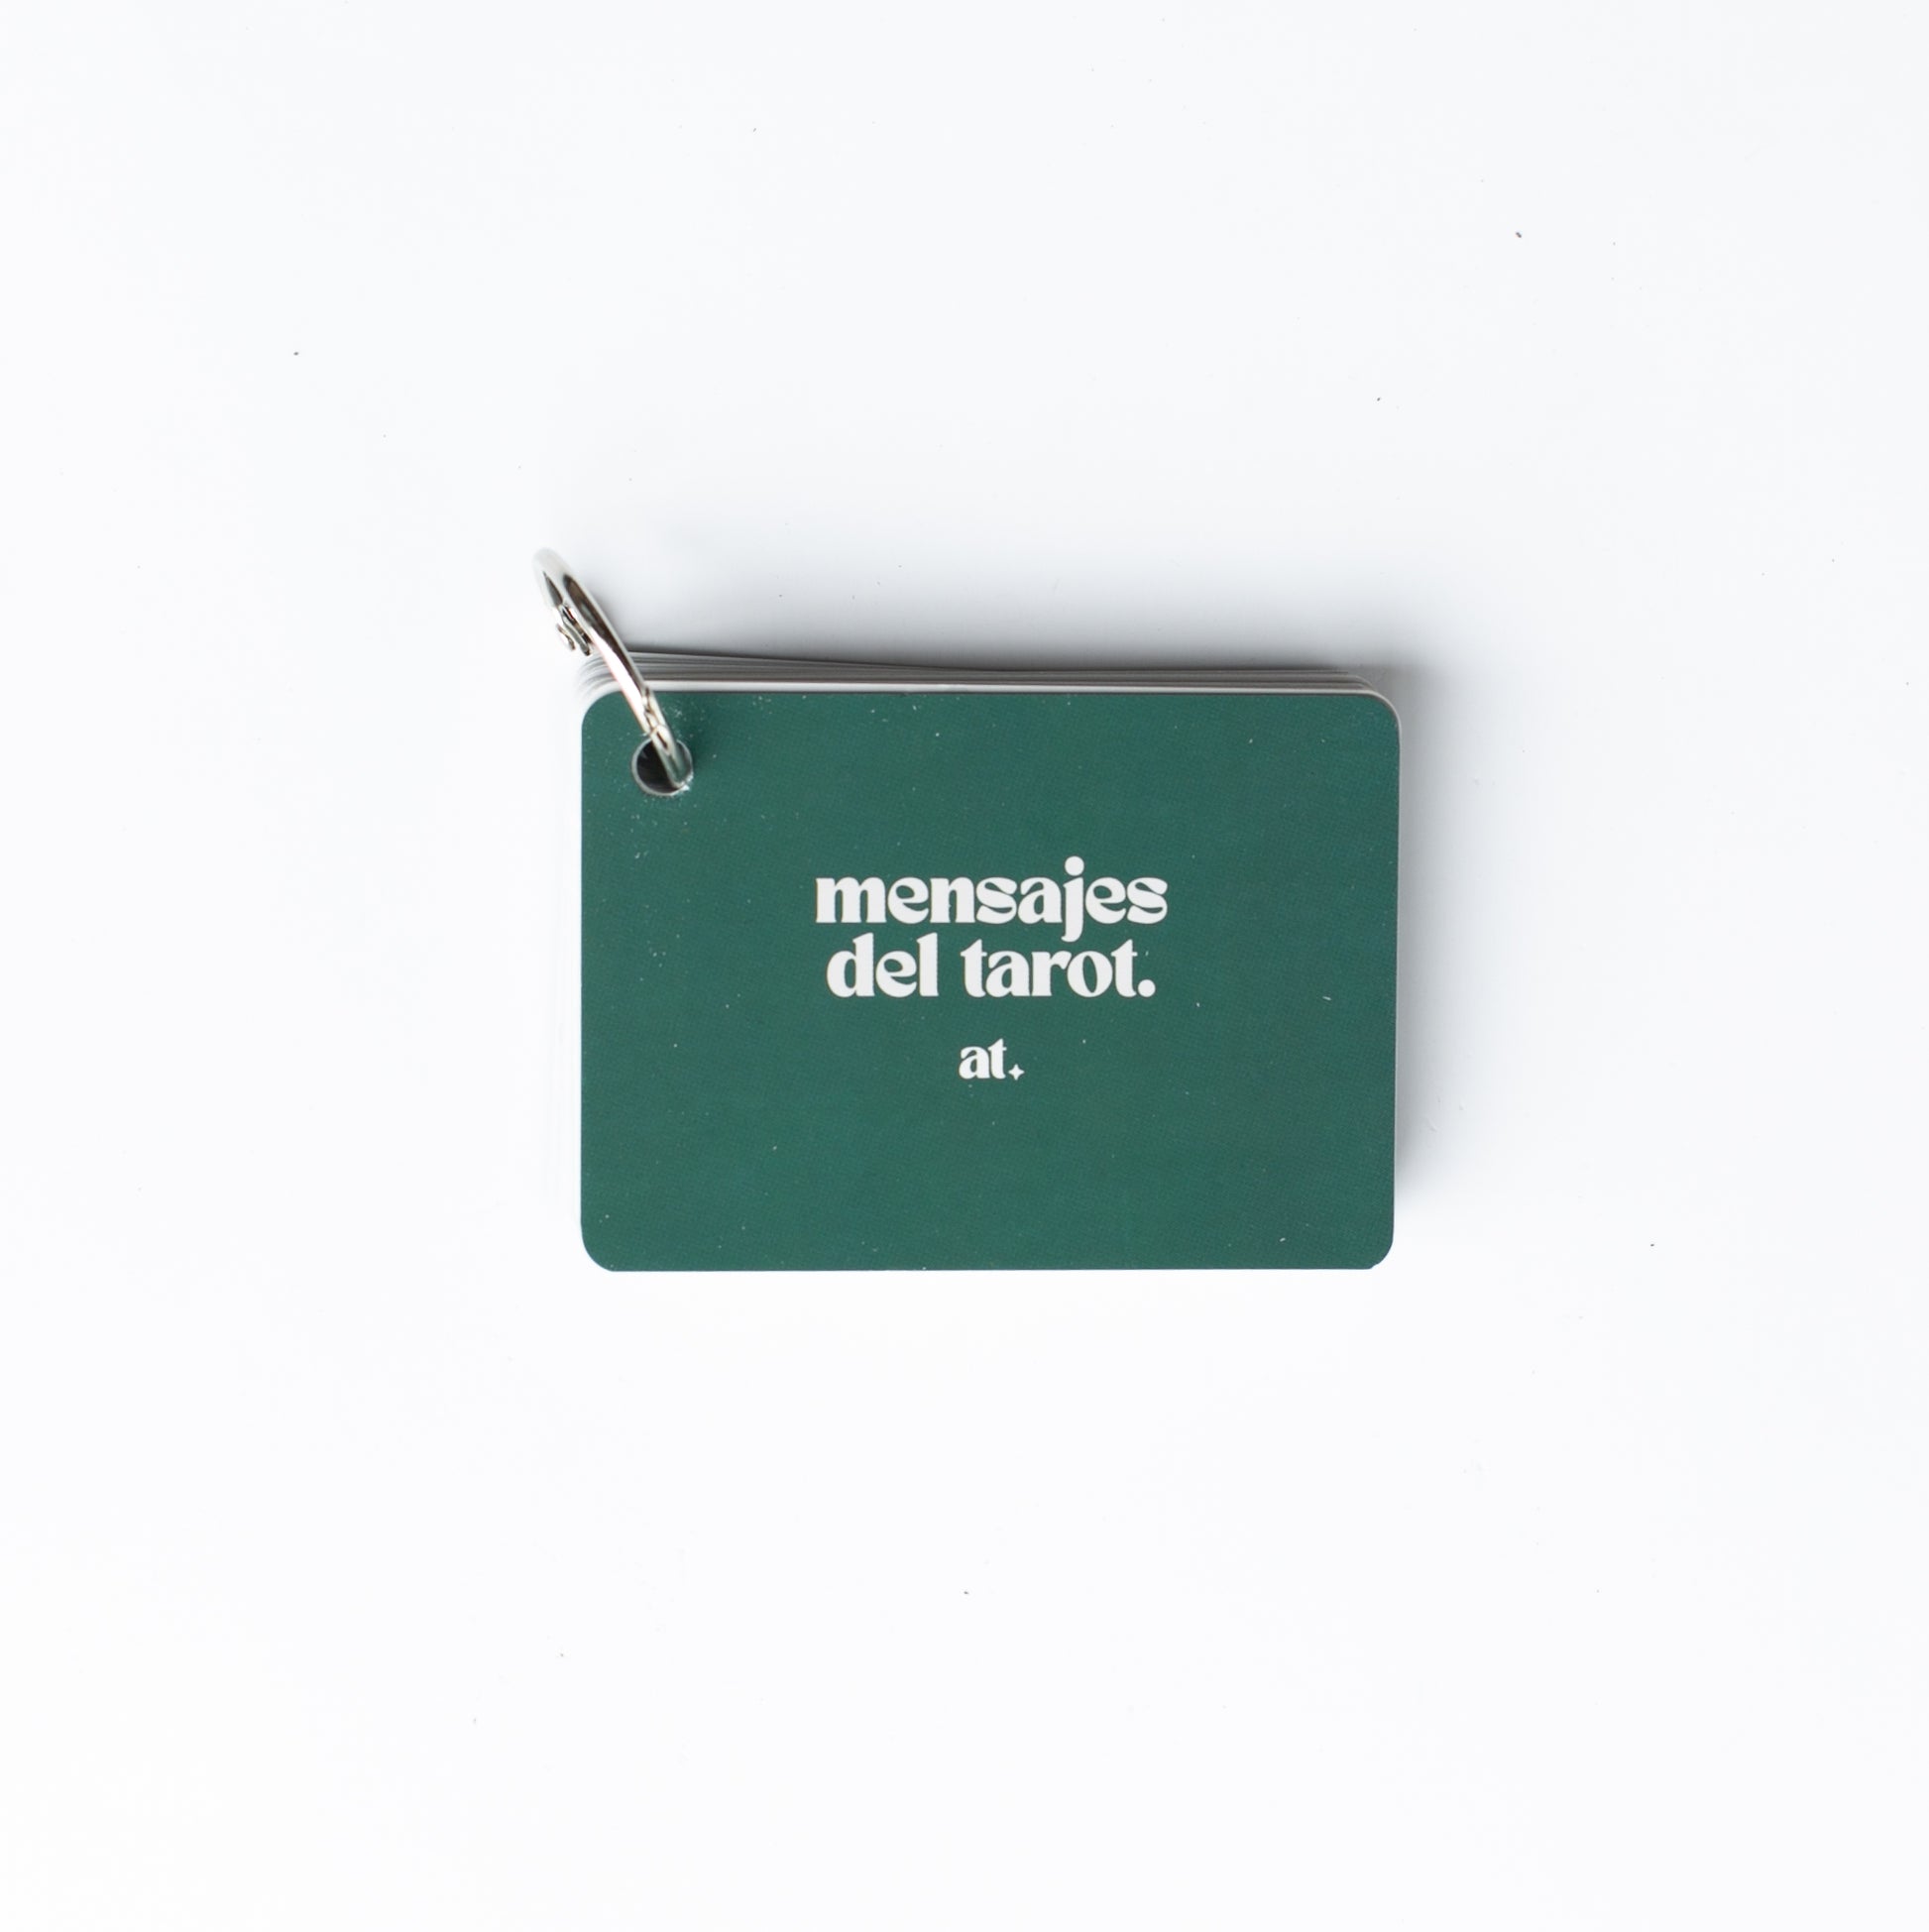 mensajes
del tarot.
at.